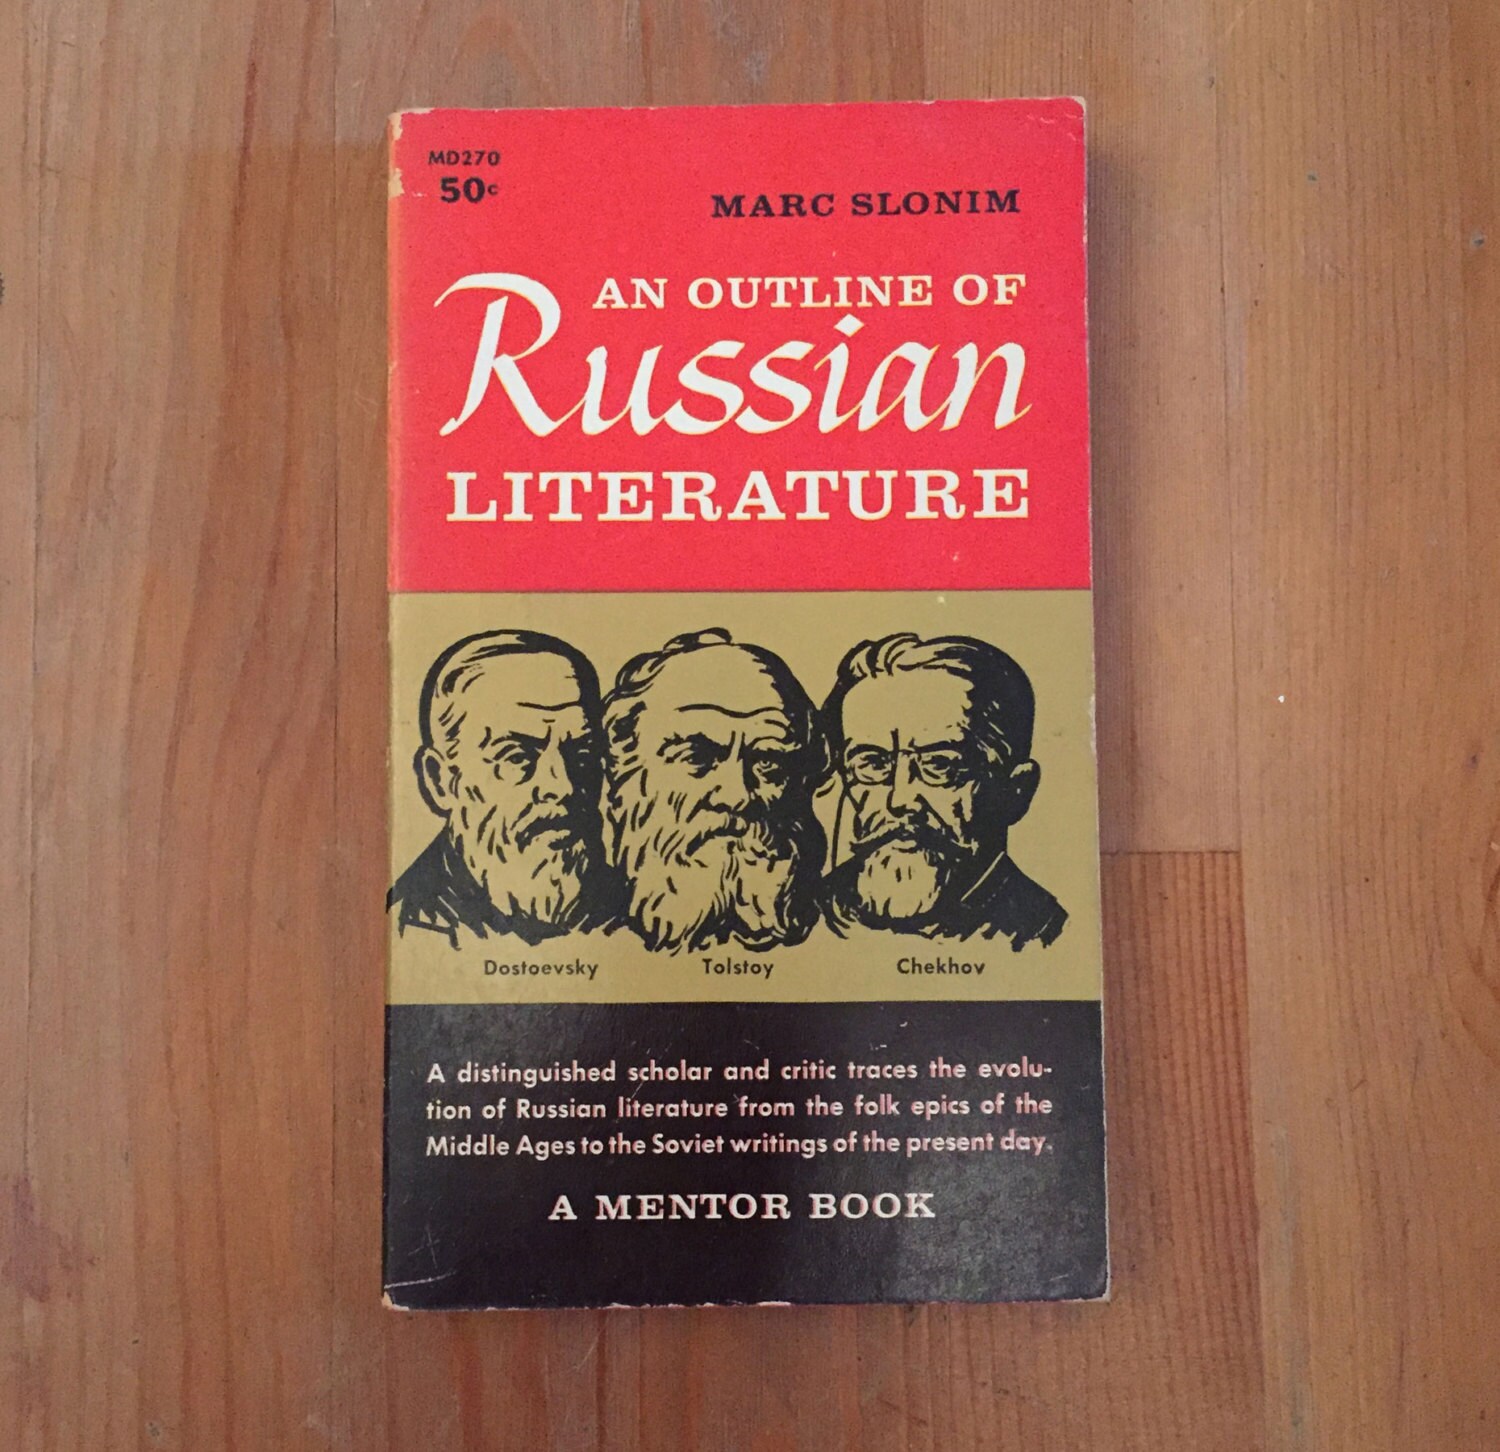 MD270
50c
MARC SLONIM
AN OUTLINE OF
Russian
LITERATURE
Dostoevsky Tolstoy Chekhov
A distinguished scholar and critic traces the evolu-
tion of Russian literature from the folk epics of the
Middle Ages to the Soviet writings of the present day.
A MENTOR BOOK